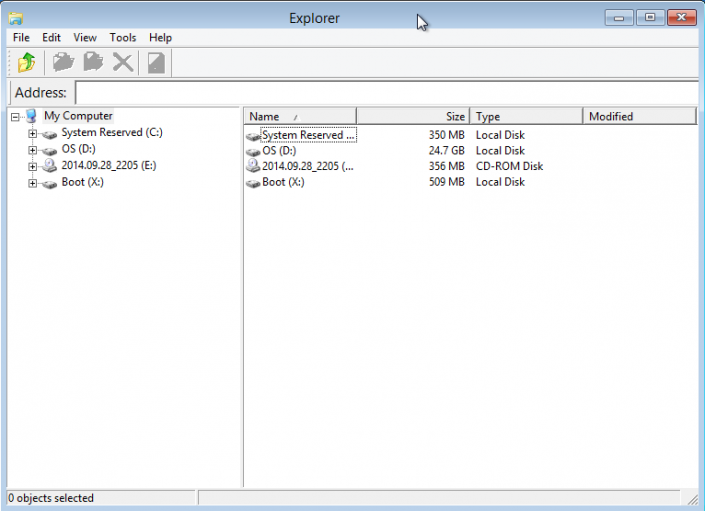 Explorer
File Edit View Tools Help
Address:
My Computer
System Reserved (C:)
OS (D:)
2014.09.28_2205 (E:)
Boot (X:)
Name Size Type Modified
System Reserved ... 350 MB Local Disk
OS (D:) 24.7 GB Local Disk
2014.09.28_2205 (... 356 MB CD-ROM Disk
Boot (X:) 509 MB Local Disk
0 objects selected